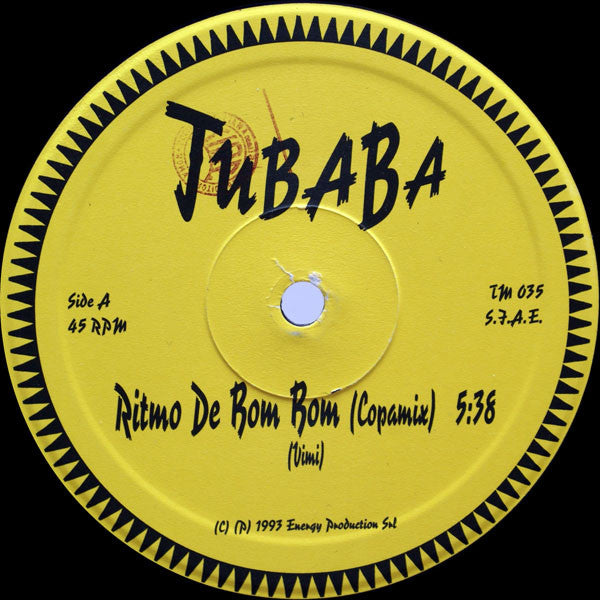 JUBABA
Side A
45 RPM
TM 035
S.I.A.E.
Ritmo De Bom Bom (Copamix) 5:38
(Vimi)
(C) (P) 1993 Energy Production Srl